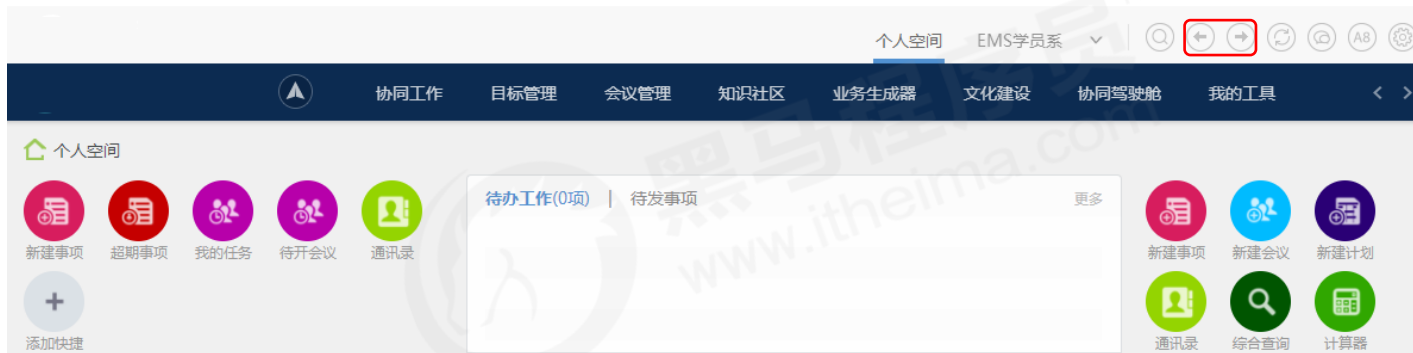 个人空间 EMS学员系 A8
协同工作 目标管理 会议管理 知识社区 业务生成器 文化建设 协同驾驶舱 我的工具
个人空间
待办工作(0项) | 待发事项 更多
新建事项 超期事项 我的任务 待开会议 通讯录
新建事项 新建会议 新建计划
添加快捷
通讯录 综合查询 计算器
黑马程序员
www.itheima.com